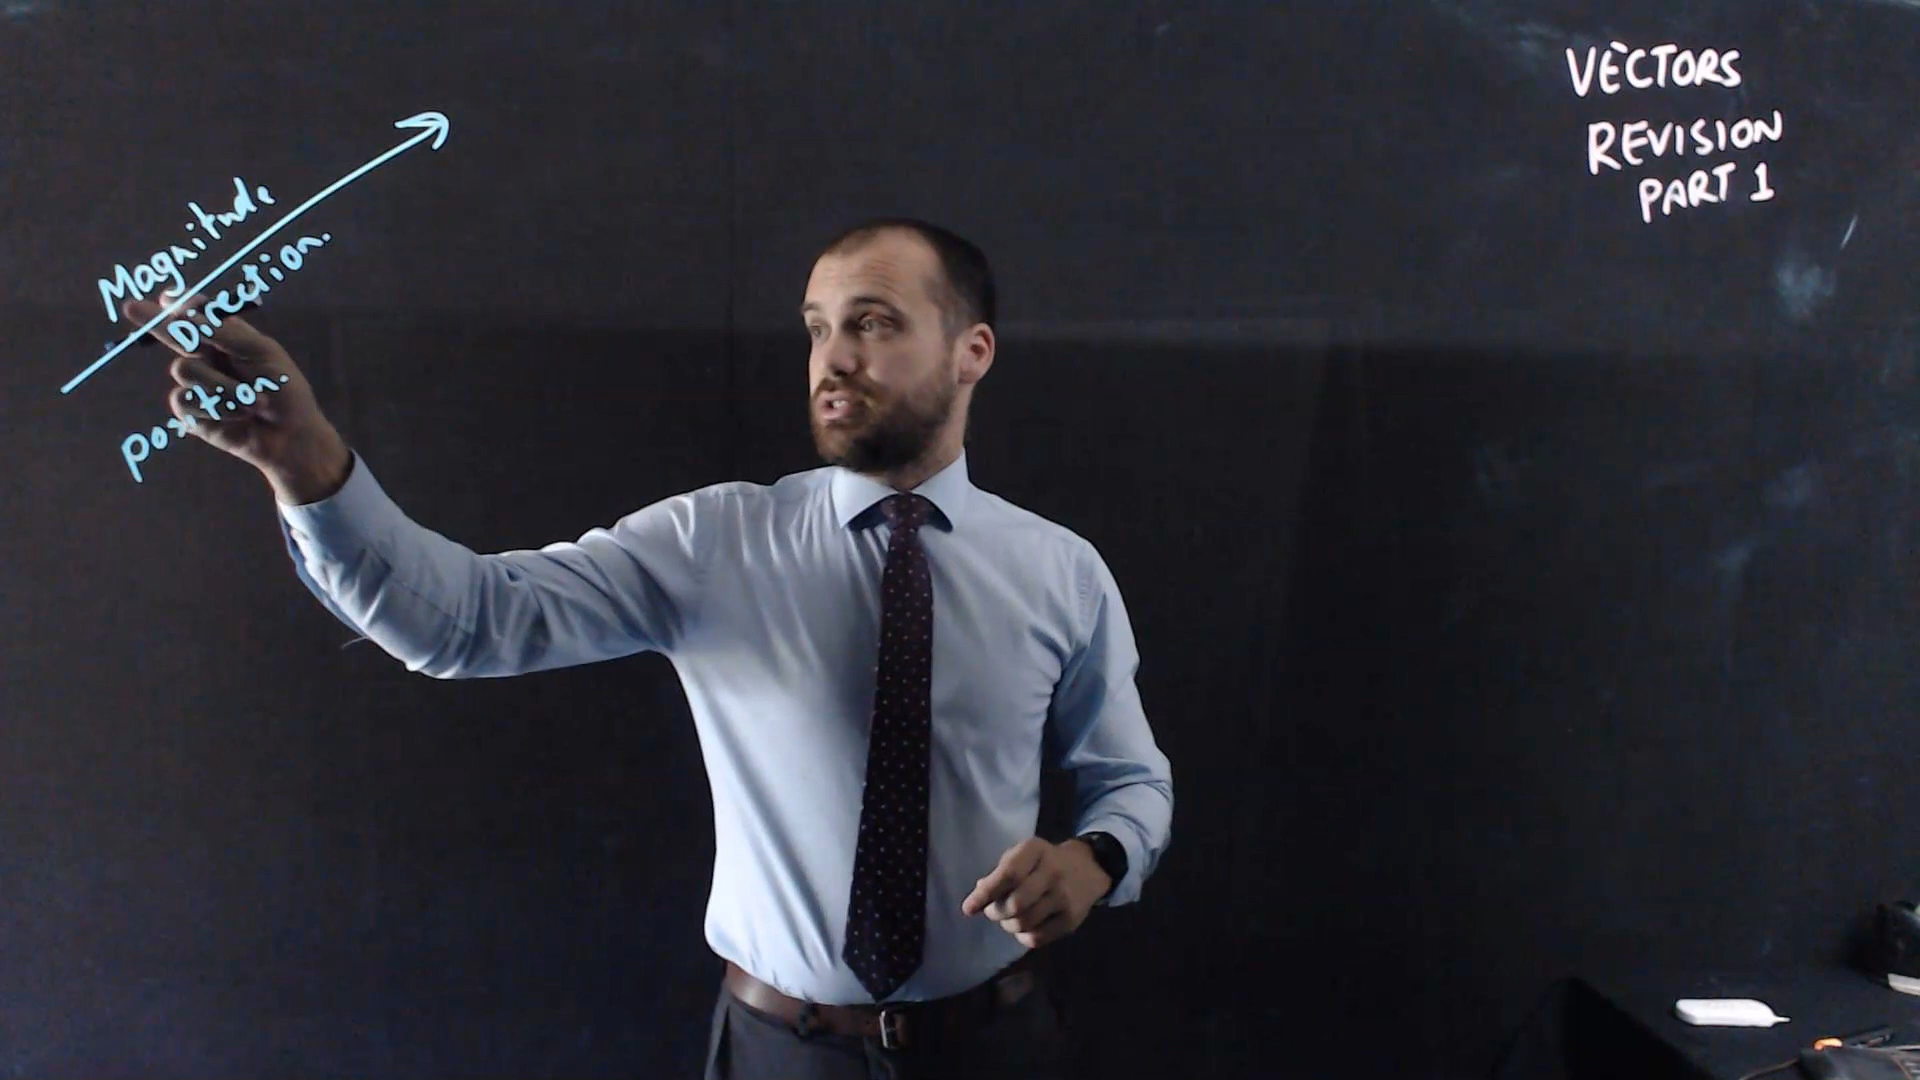 VECTORS
REVISION
PART 1
Magnitude
Direction.
position.